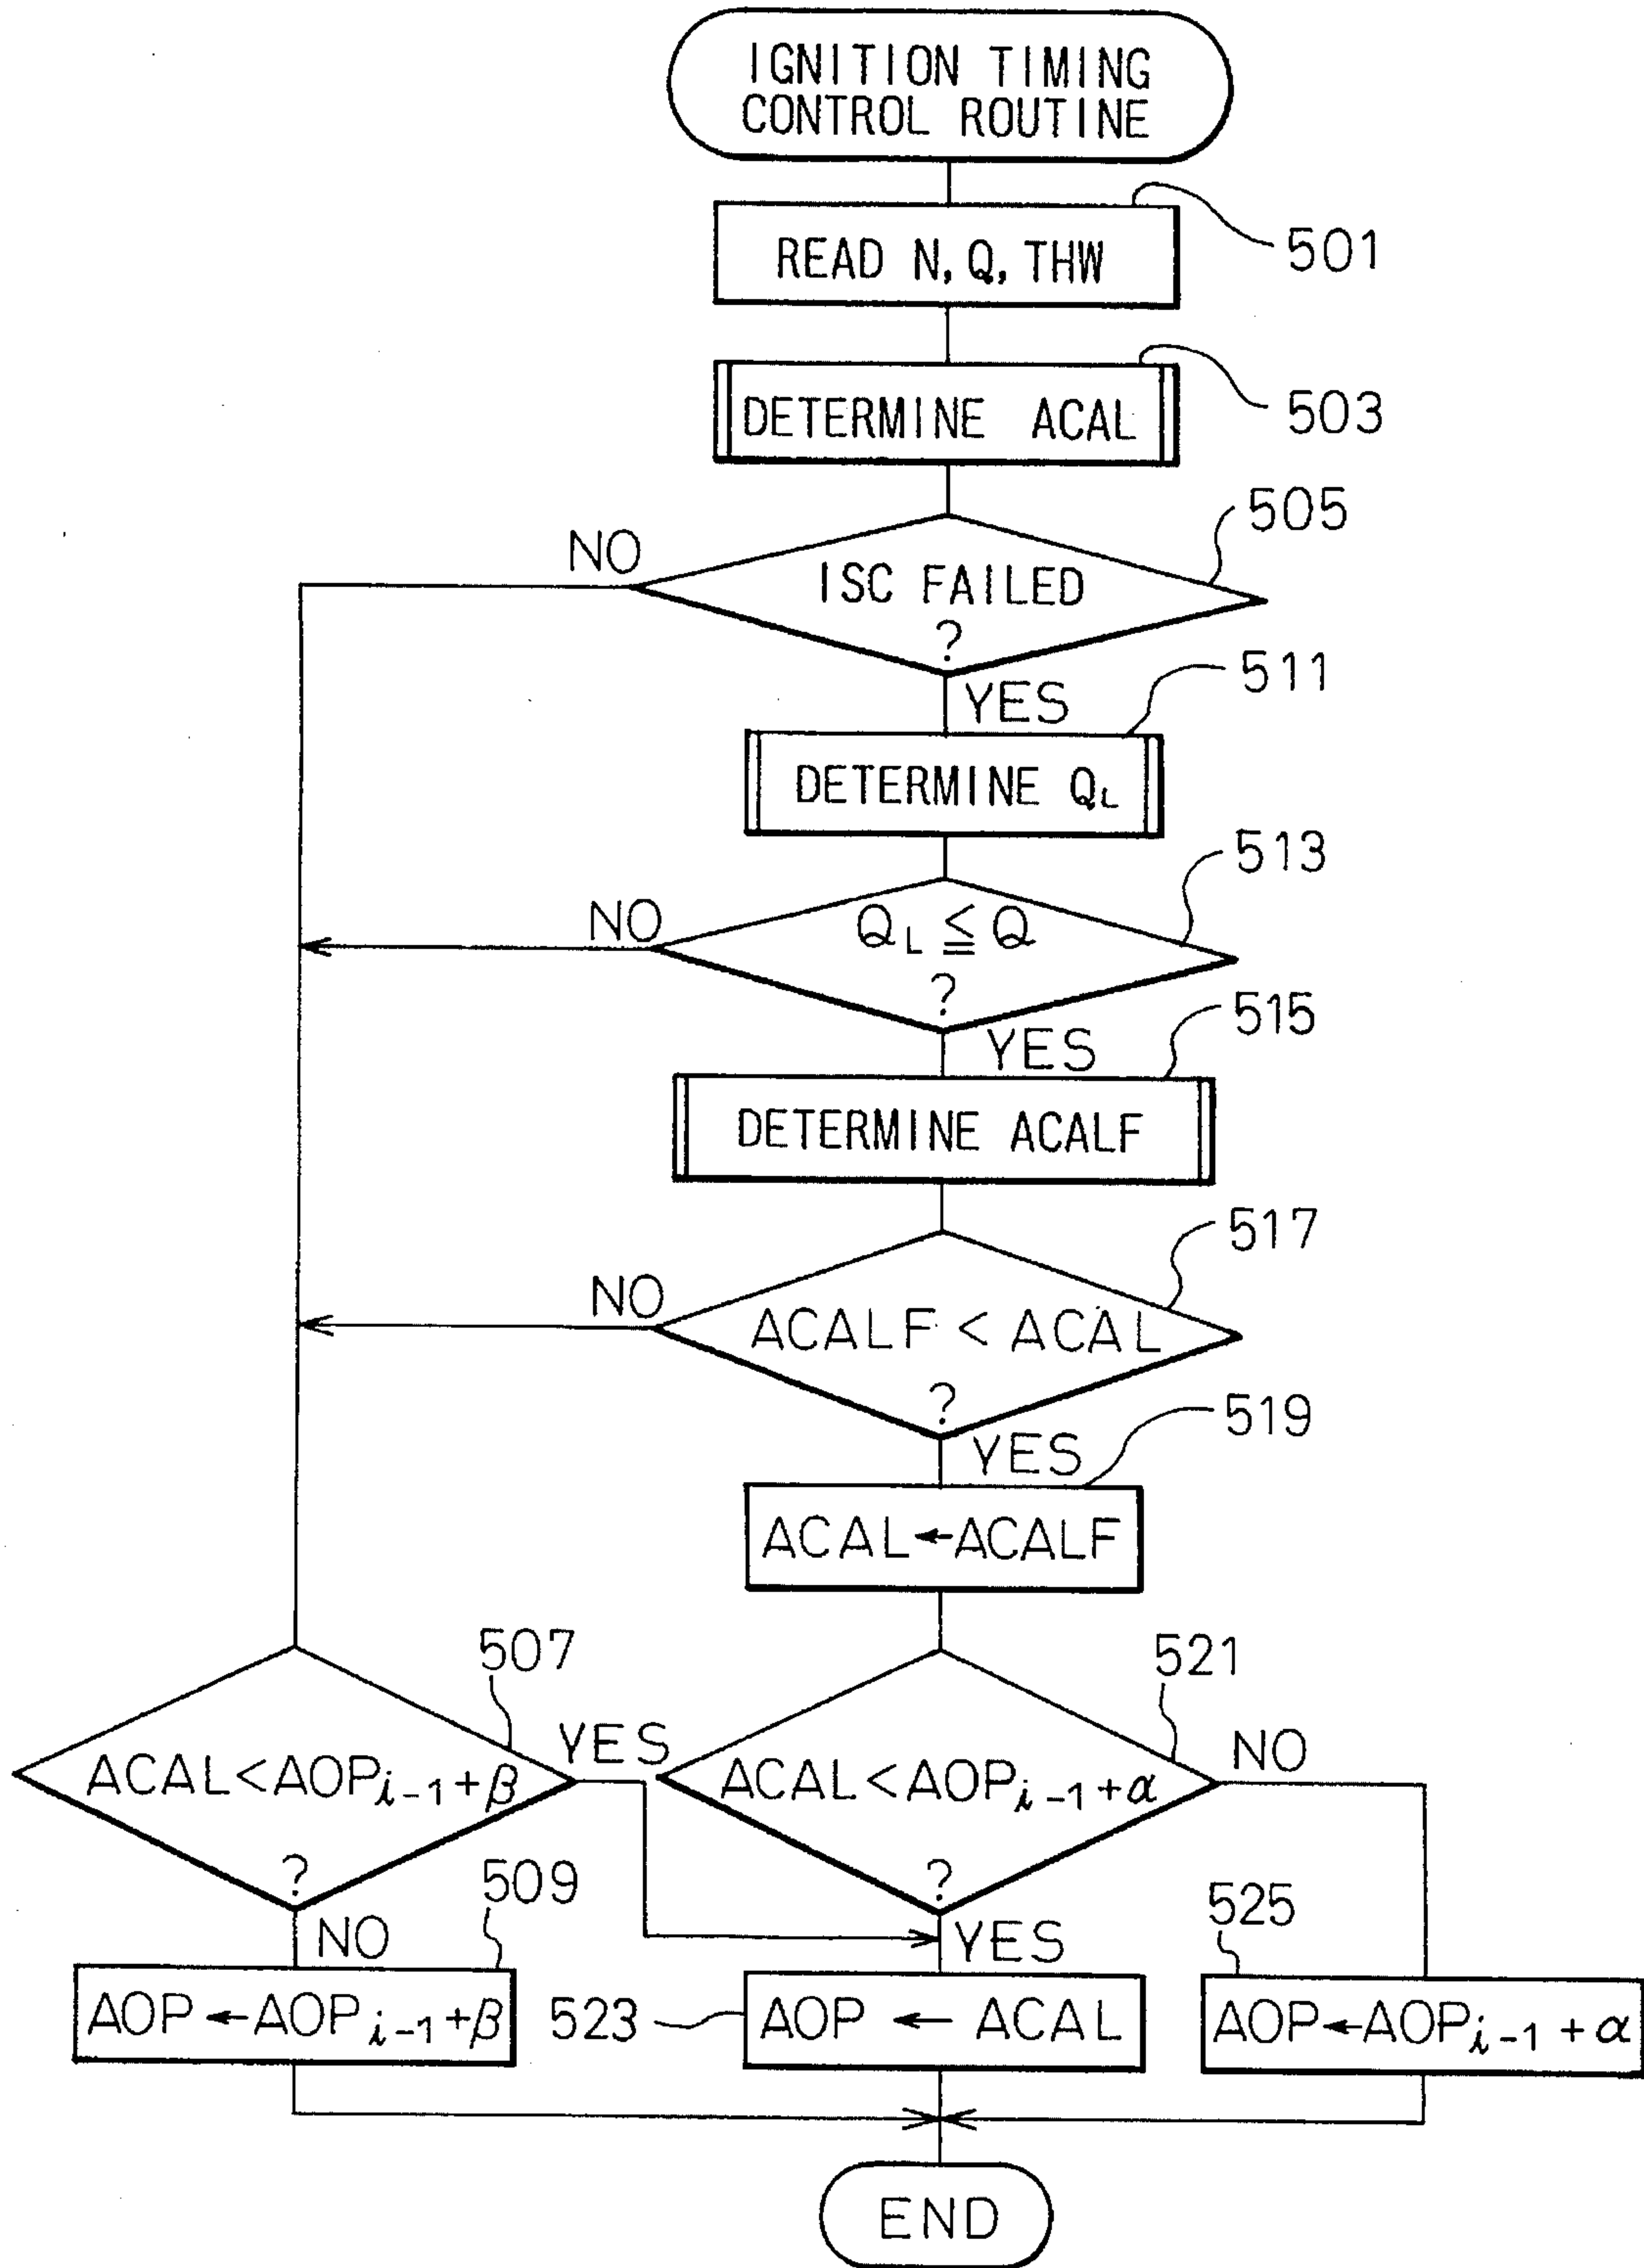 IGNITION TIMING
CONTROL ROUTINE
READ N, Q, THW
501
DETERMINE ACAL
503
505
NO
ISC FAILED
?
511
YES
DETERMINE QL
513
NO
QL ≦ Q
?
515
YES
DETERMINE ACALF
517
NO
ACALF < ACAL
?
519
YES
ACAL ← ACALF
507
521
YES
NO
ACAL < AOPi-1 + β
ACAL < AOPi-1 + α
?
?
509
525
NO
YES
AOP ← AOPi-1 + β
523
AOP ← ACAL
AOP ← AOPi-1 + α
END